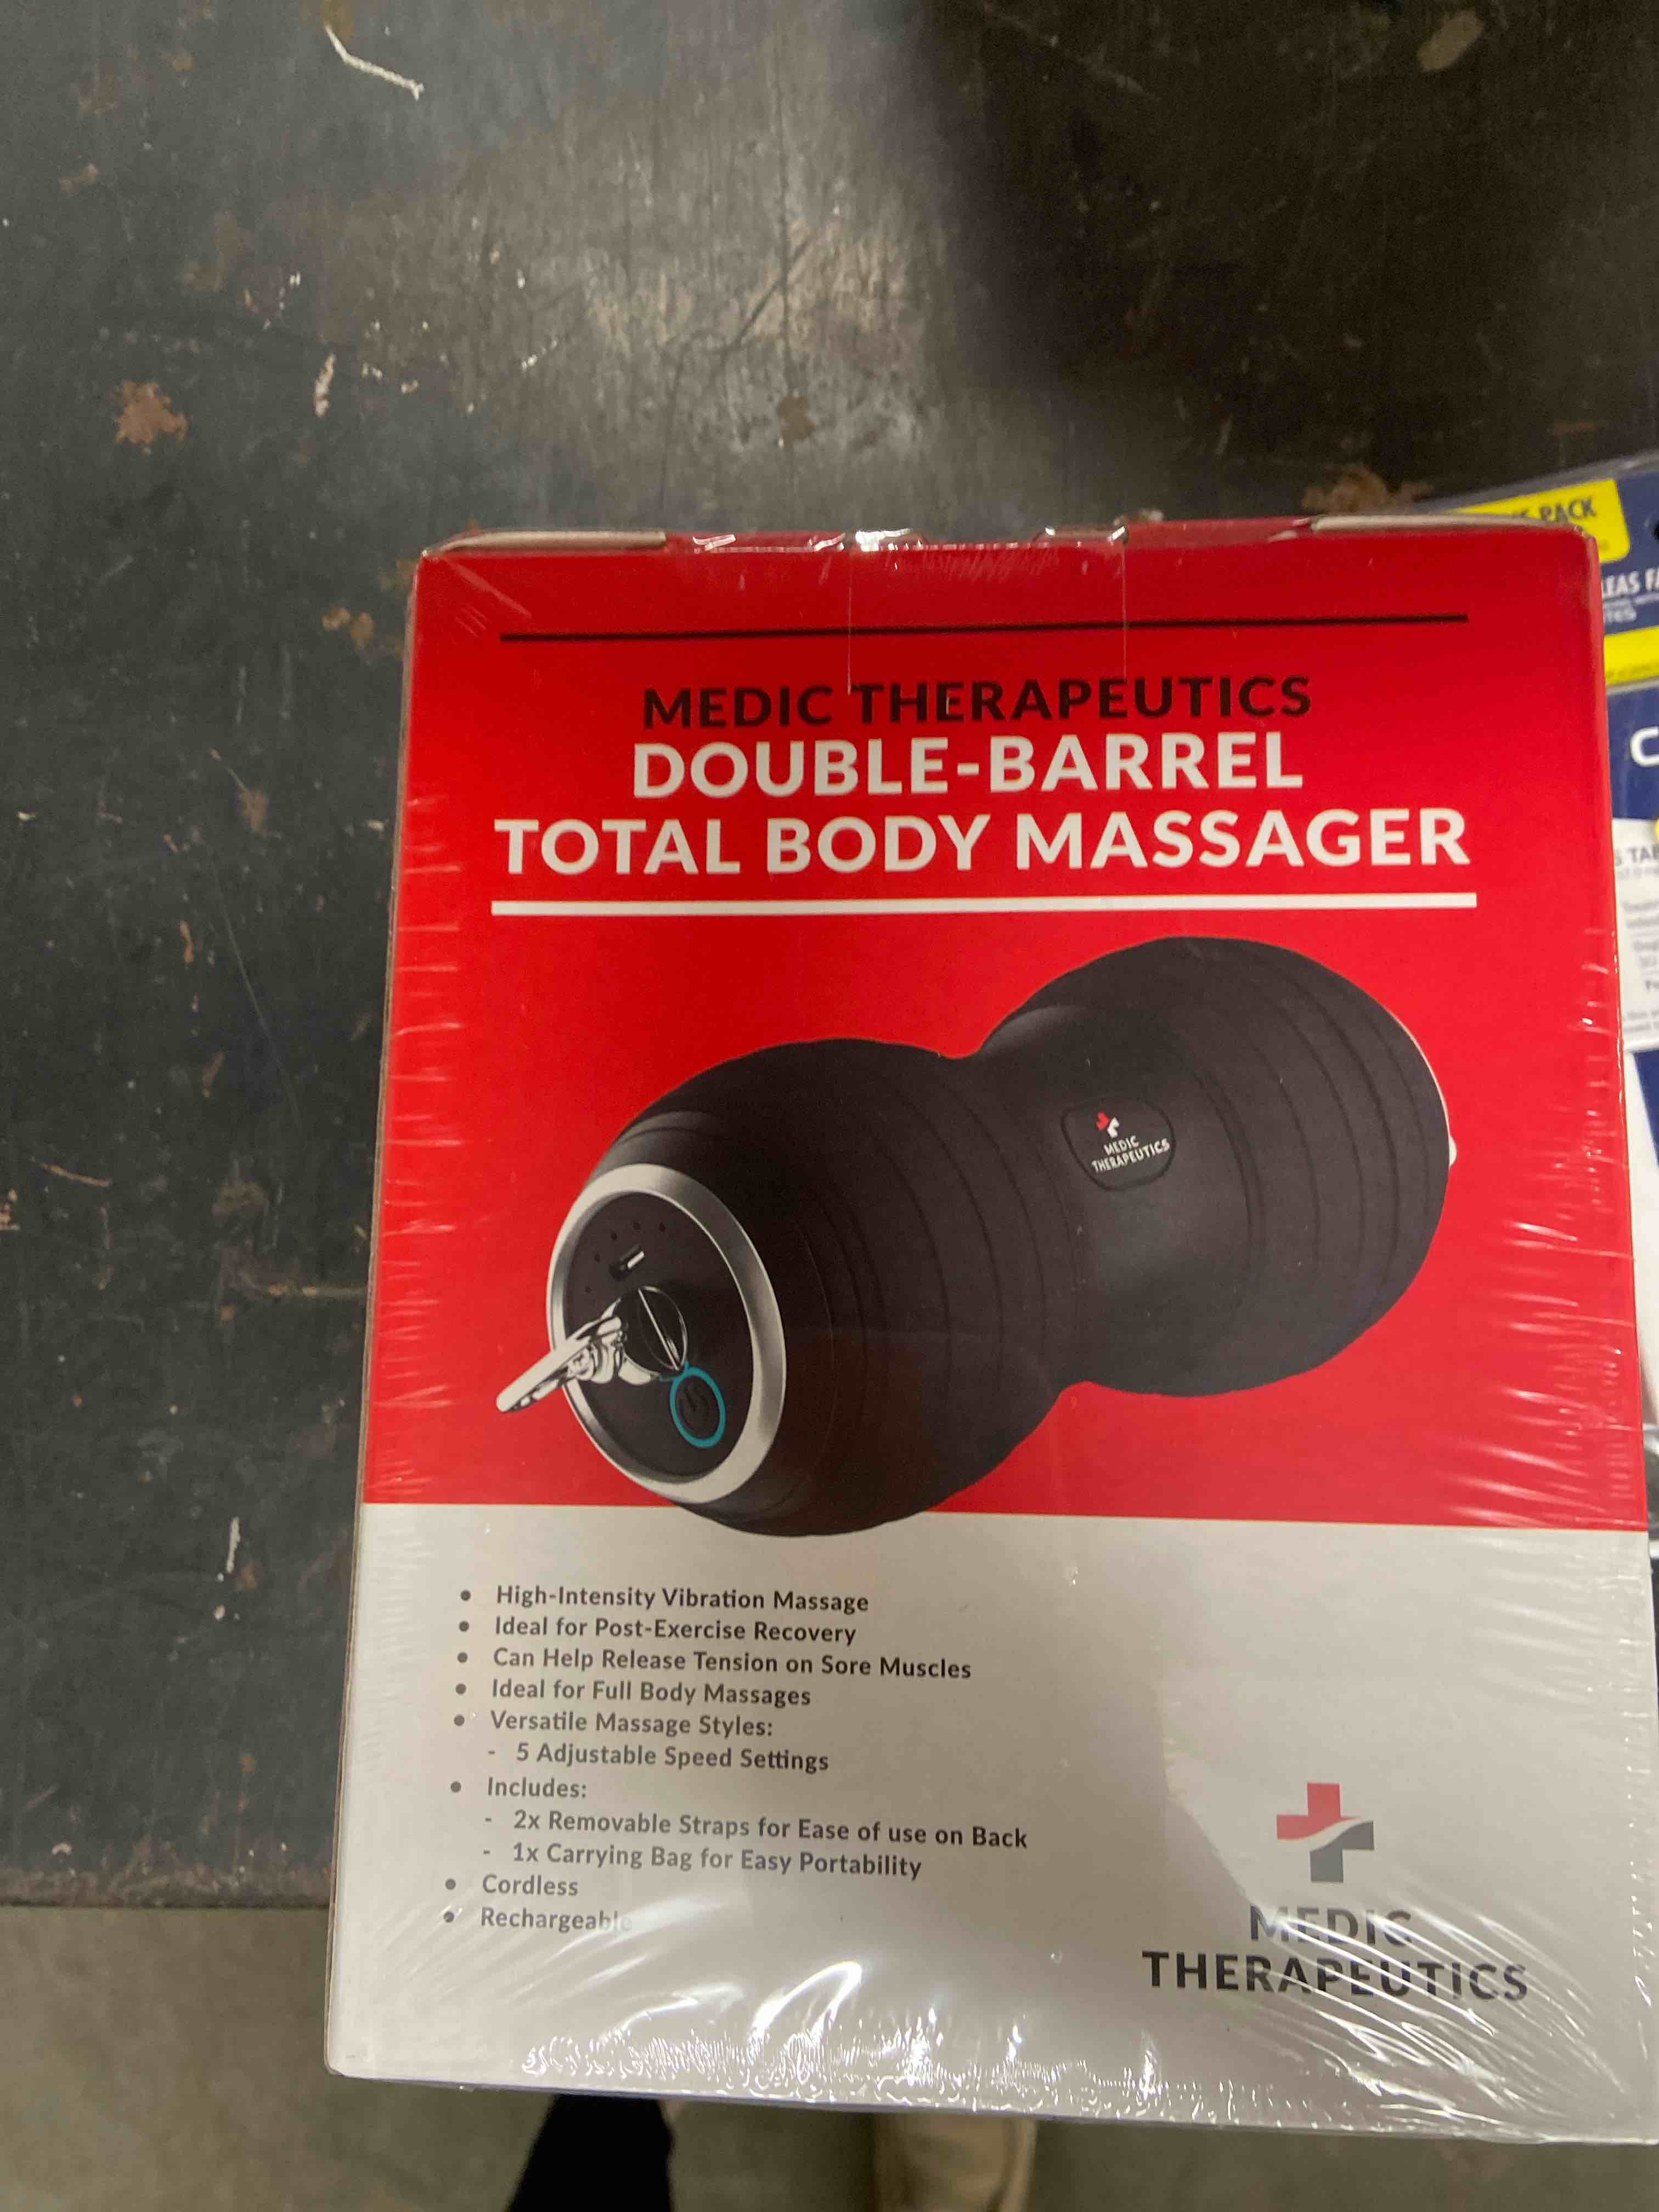 MEDIC THERAPEUTICS
DOUBLE-BARREL
TOTAL BODY MASSAGER
MEDIC
THERAPEUTICS
• High-Intensity Vibration Massage
• Ideal for Post-Exercise Recovery
• Can Help Release Tension on Sore Muscles
• Ideal for Full Body Massages
• Versatile Massage Styles:
- 5 Adjustable Speed Settings
• Includes:
- 2x Removable Straps for Ease of use on Back
- 1x Carrying Bag for Easy Portability
• Cordless
• Rechargeable
MEDIC
THERAPEUTICS
PACK